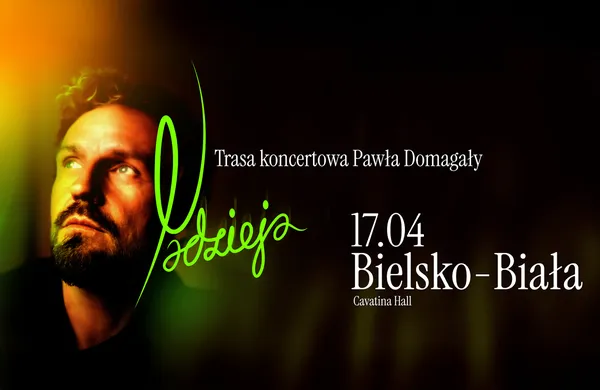 Nadzieja
Trasa koncertowa Pawła Domagały
17.04
Bielsko-Biała
Cavatina Hall